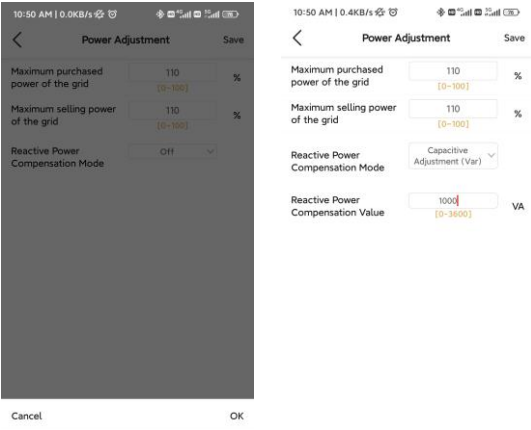 10:50 AM | 0.0KB/s
Power Adjustment
Save
Maximum purchased
power of the grid
110
%
[0~100]
Maximum selling power
of the grid
110
%
[0~100]
Reactive Power
Compensation Mode
Off
Cancel
OK
10:50 AM | 0.4KB/s
Power Adjustment
Save
Maximum purchased
power of the grid
110
%
[0~100]
Maximum selling power
of the grid
110
%
[0~100]
Reactive Power
Compensation Mode
Capacitive
Adjustment (Var)
Reactive Power
Compensation Value
1000
VA
[0~3600]